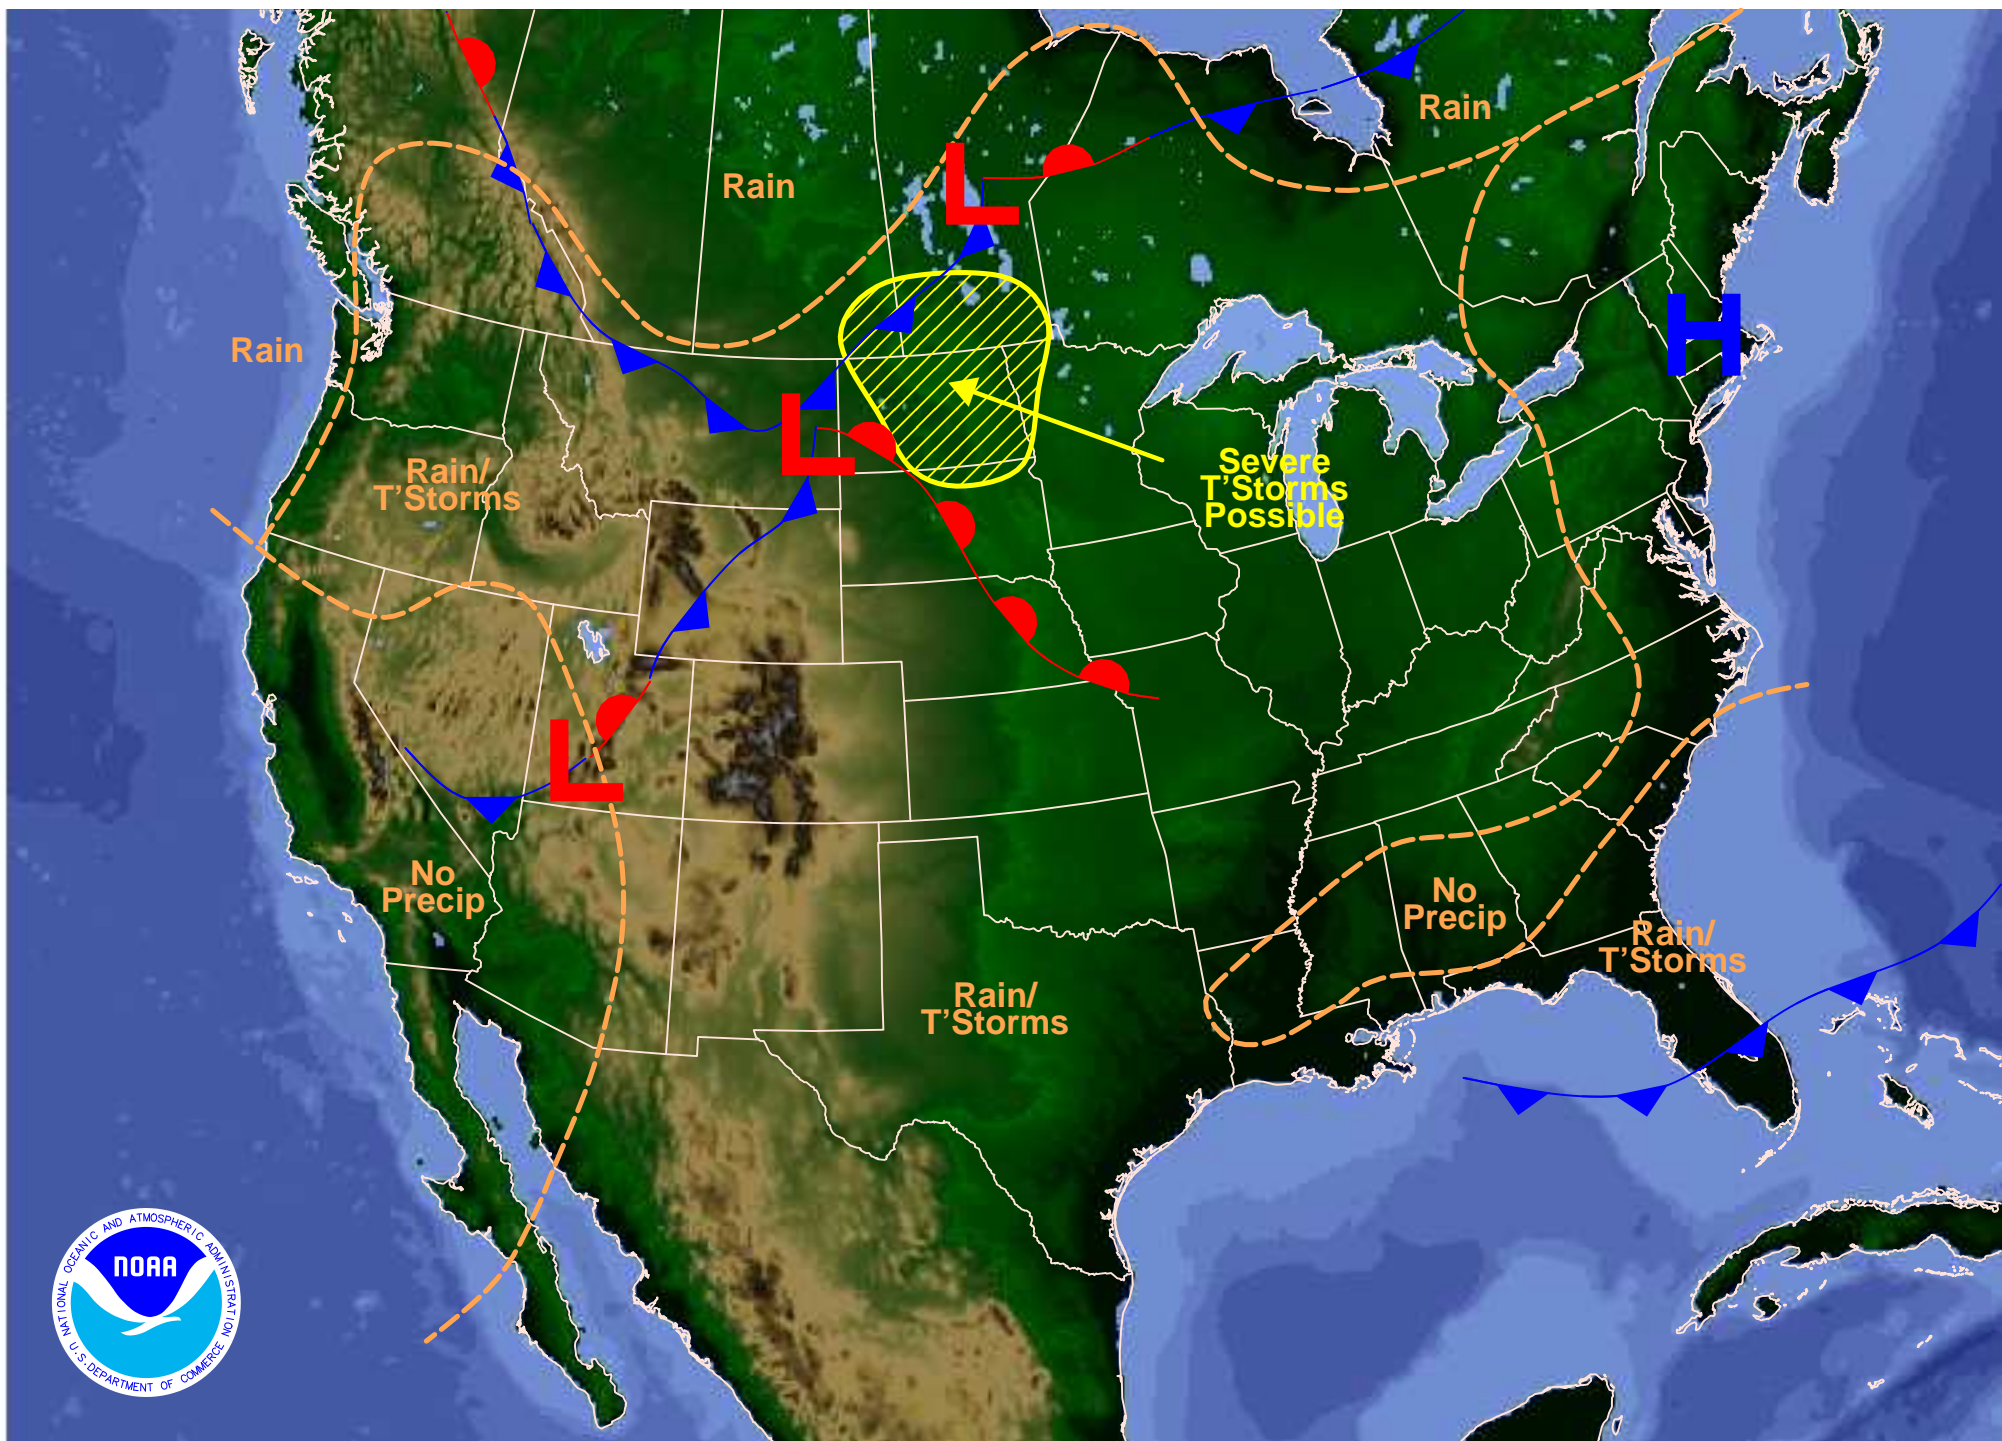 Rain
Rain
Rain
Rain/
T'Storms
Severe
T'Storms
Possible
No
Precip
No
Precip
Rain/
T'Storms
Rain/
T'Storms
L
L
L
H
NATIONAL OCEANIC AND ATMOSPHERIC ADMINISTRATION
NOAA
U.S. DEPARTMENT OF COMMERCE